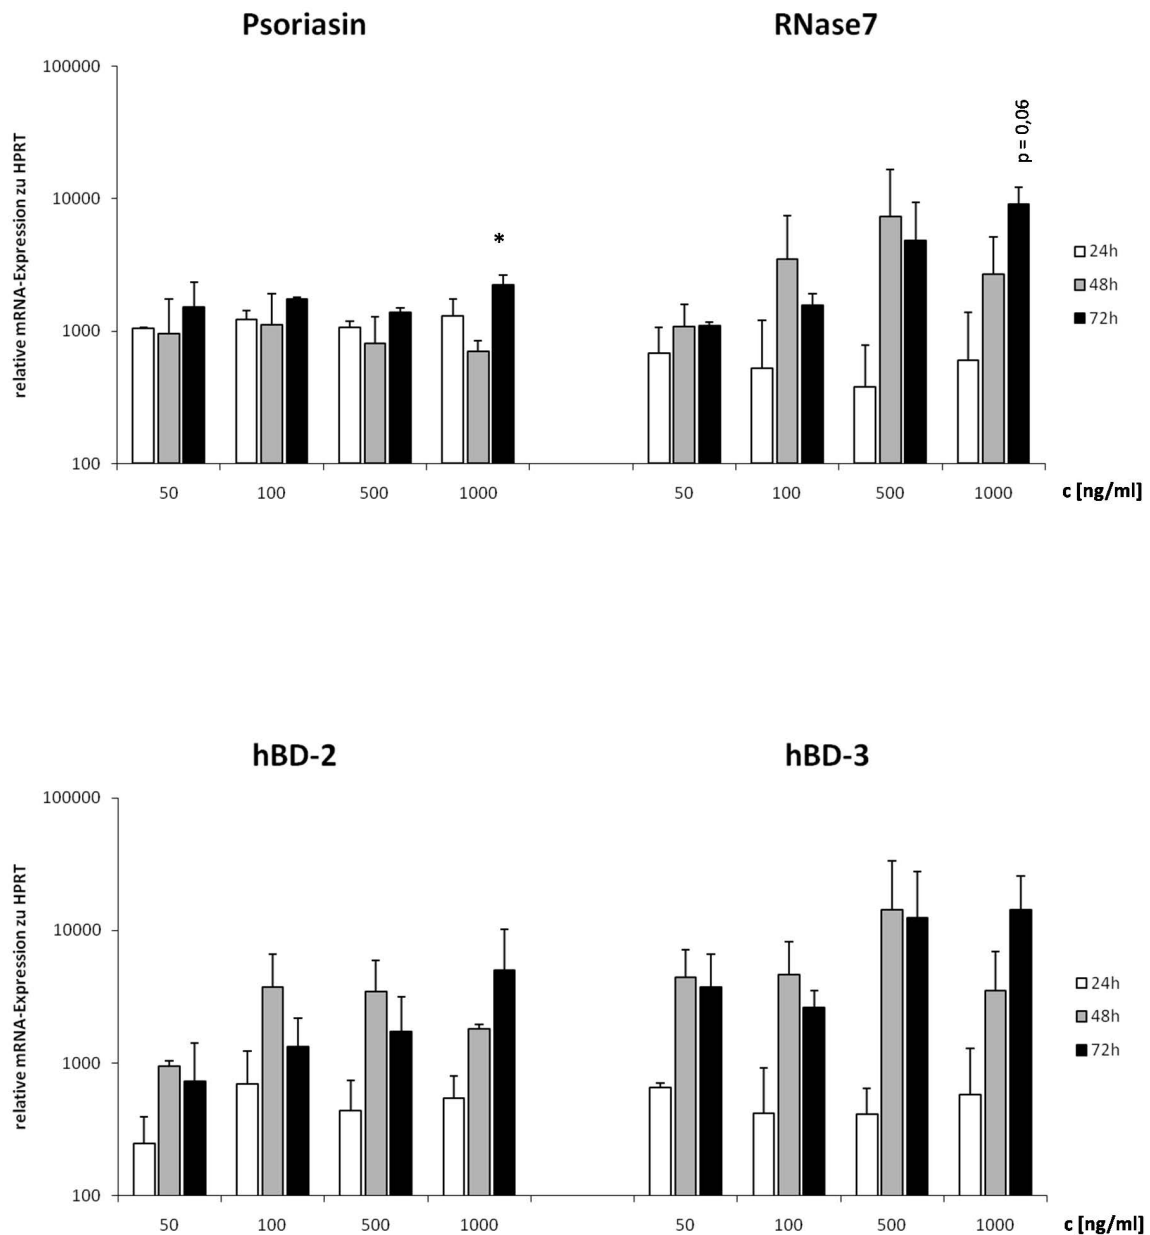 Psoriasin RNase7
relative mRNA-Expression zu HPRT
100000
10000
1000
100
*
p = 0,06
24h
48h
72h
50 100 500 1000 50 100 500 1000 c [ng/ml]
hBD-2 hBD-3
relative mRNA-Expression zu HPRT
100000
10000
1000
100
24h
48h
72h
50 100 500 1000 50 100 500 1000 c [ng/ml]